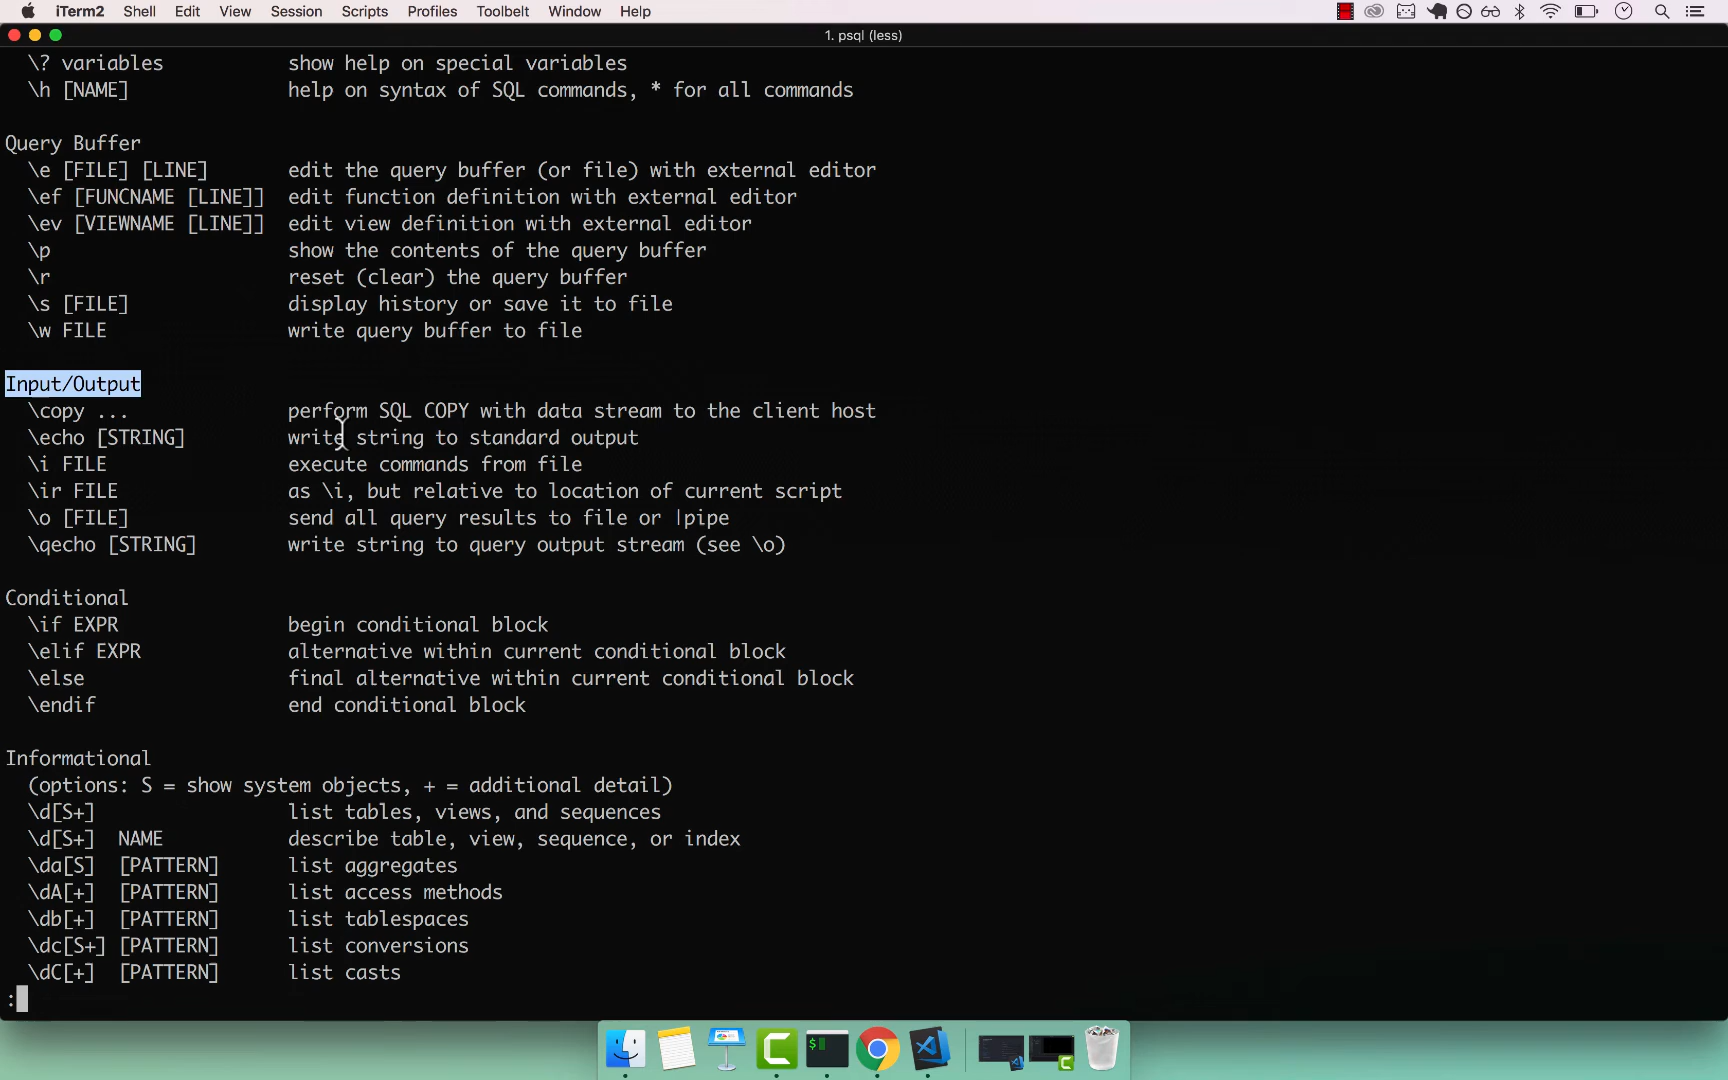 iTerm2 Shell Edit View Session Scripts Profiles Toolbelt Window Help
1. psql (less)
\? variables show help on special variables
\h [NAME] help on syntax of SQL commands, * for all commands
Query Buffer
\e [FILE] [LINE] edit the query buffer (or file) with external editor
\ef [FUNCNAME [LINE]] edit function definition with external editor
\ev [VIEWNAME [LINE]] edit view definition with external editor
\p show the contents of the query buffer
\r reset (clear) the query buffer
\s [FILE] display history or save it to file
\w FILE write query buffer to file
Input/Output
\copy ... perform SQL COPY with data stream to the client host
\echo [STRING] write string to standard output
\i FILE execute commands from file
\ir FILE as \i, but relative to location of current script
\o [FILE] send all query results to file or |pipe
\qecho [STRING] write string to query output stream (see \o)
Conditional
\if EXPR begin conditional block
\elif EXPR alternative within current conditional block
\else final alternative within current conditional block
\endif end conditional block
Informational
(options: S = show system objects, + = additional detail)
\d[S+] list tables, views, and sequences
\d[S+] NAME describe table, view, sequence, or index
\da[S] [PATTERN] list aggregates
\dA[+] [PATTERN] list access methods
\db[+] [PATTERN] list tablespaces
\dc[S+] [PATTERN] list conversions
\dC[+] [PATTERN] list casts
: